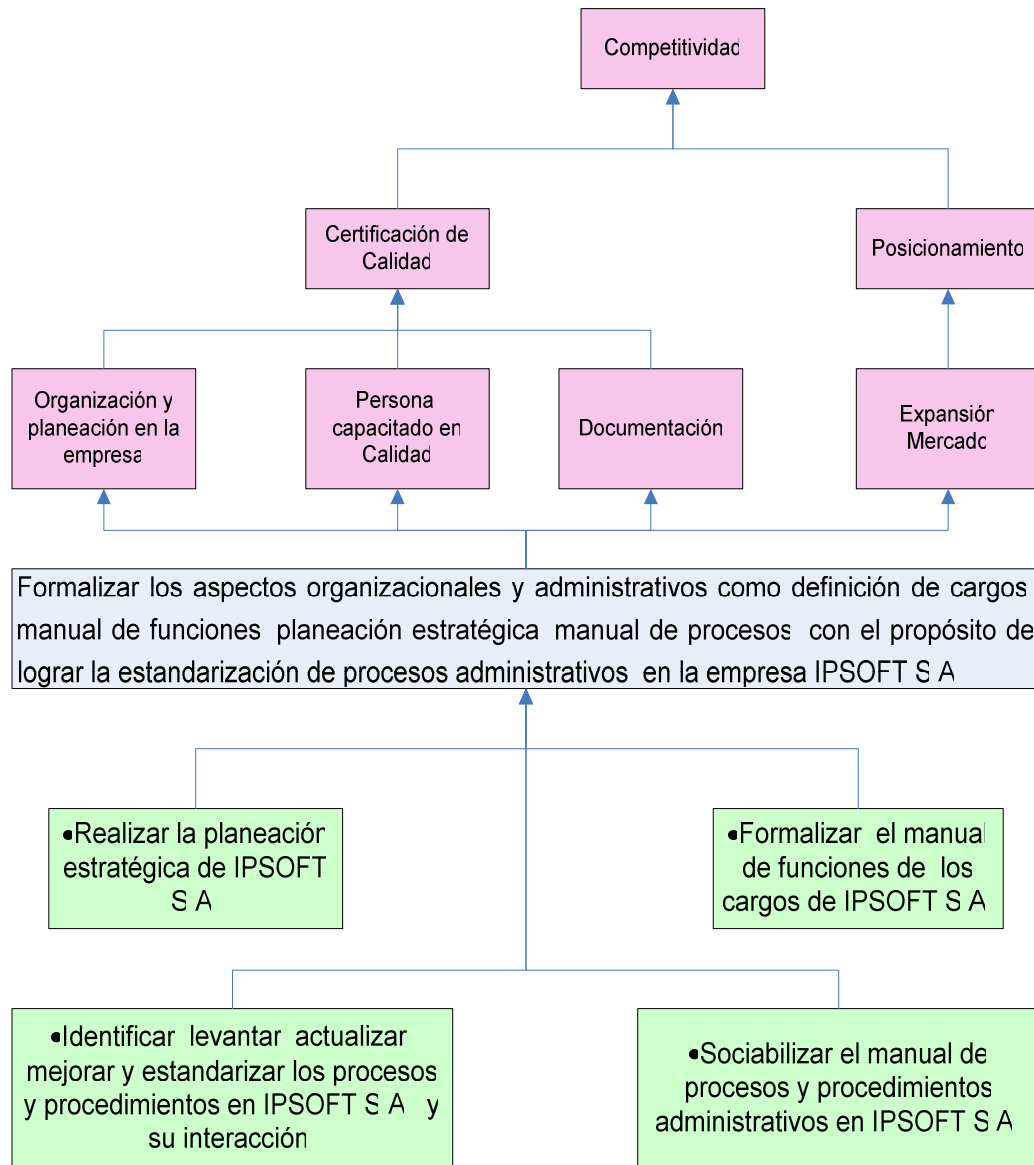 Competitividad
Certificación de
Calidad
Posicionamiento
Organización y
planeación en la
empresa
Persona
capacitado en
Calidad
Documentación
Expansión
Mercado
Formalizar los aspectos organizacionales y administrativos como definición de cargos
manual de funciones planeación estratégica manual de procesos con el propósito de
lograr la estandarización de procesos administrativos en la empresa IPSOFT S A
•Realizar la planeación
estratégica de IPSOFT
S A
•Formalizar el manual
de funciones de los
cargos de IPSOFT S A
•Identificar levantar actualizar
mejorar y estandarizar los procesos
y procedimientos en IPSOFT S A y
su interacción
•Sociabilizar el manual de
procesos y procedimientos
administrativos en IPSOFT S A